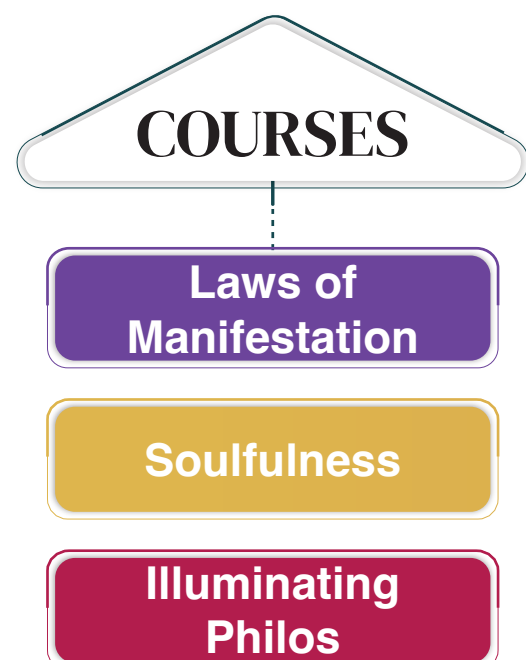 COURSES
Laws of
Manifestation
Soulfulness
Illuminating
Philos